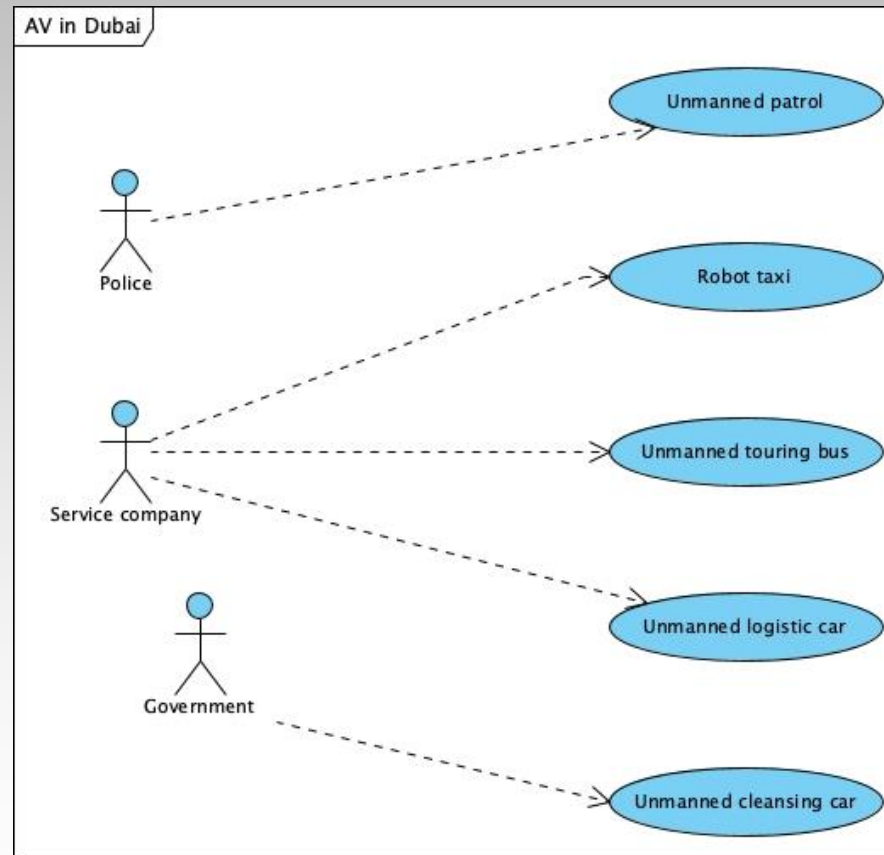 AV in Dubai
Unmanned patrol
Police
Robot taxi
Unmanned touring bus
Service company
Unmanned logistic car
Government
Unmanned cleansing car